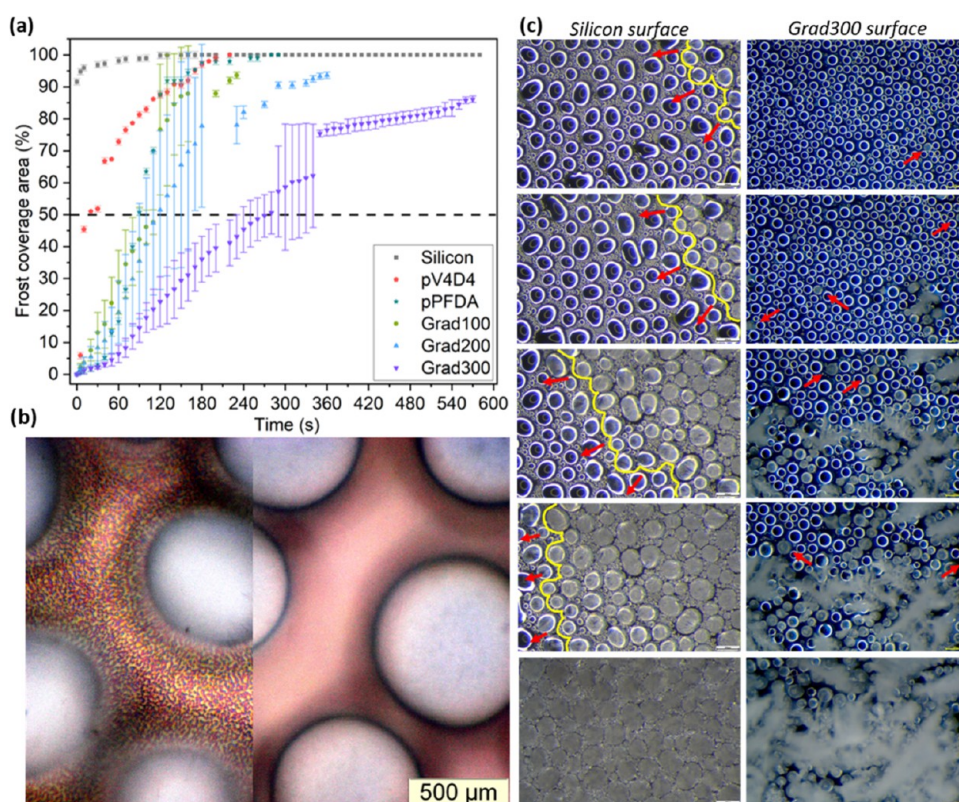 (a)
Frost coverage area (%)
100
90
80
70
60
50
40
30
20
10
0
Silicon
pV4D4
pPFDA
Grad100
Grad200
Grad300
0 60 120 180 240 300 360 420 480 540 600
Time (s)
(b)
500 µm
(c)
Silicon surface
Grad300 surface